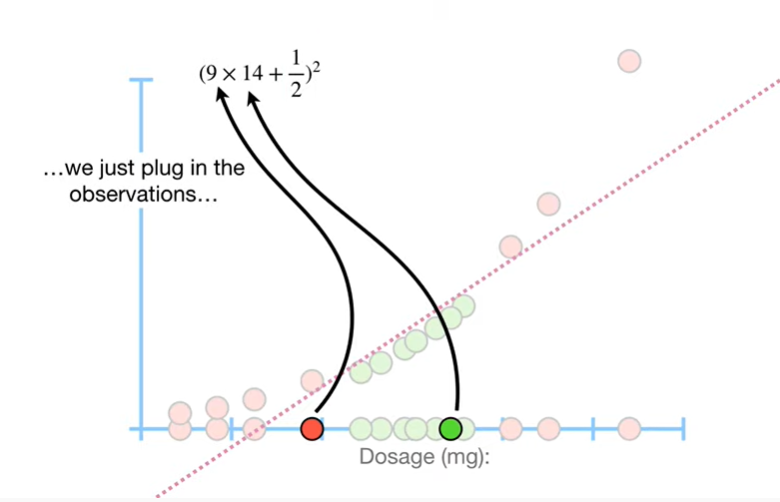 (9 × 14 + 1/2)²
…we just plug in the
observations…
Dosage (mg):